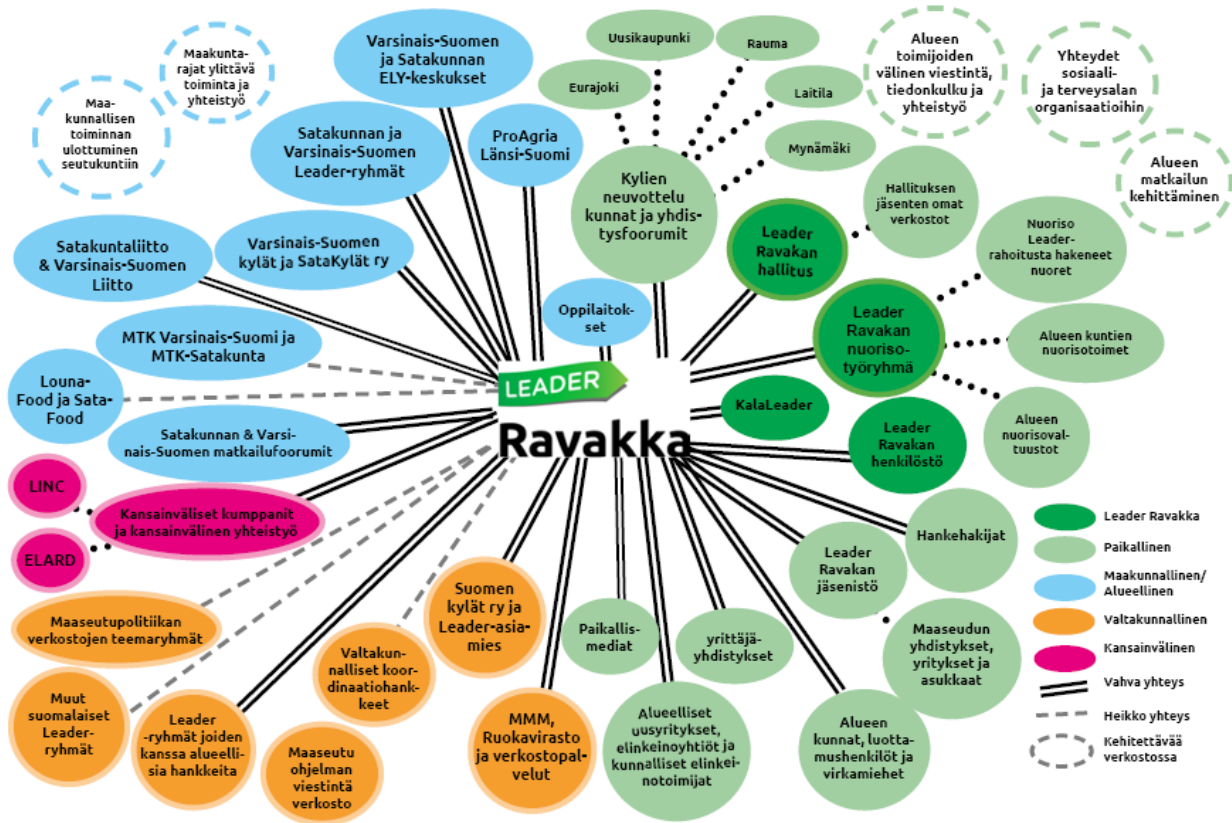 Maa-
kunnallisen
toiminnan
ulottuminen
seutukuntiin
Maakunta-
rajat ylittävä
toiminta ja
yhteistyö
Varsinais-Suomen
ja Satakunnan
ELY-keskukset
Satakunnan ja
Varsinais-Suomen
Leader-ryhmät
ProAgria
Länsi-Suomi
Uusikaupunki
Rauma
Eurajoki
Laitila
Mynämäki
Kylien
neuvottelu
kunnat ja yhdis-
tysfoorumit
Alueen
toimijoiden
välinen viestintä,
tiedonkulku ja
yhteistyö
Yhteydet
sosiaali-
ja terveysalan
organisaatioihin
Alueen
matkailun
kehittäminen
Hallituksen
jäsenten omat
verkostot
Leader
Ravakan
hallitus
Nuoriso
Leader-
rahoitusta hakeneet
nuoret
Satakuntaliitto
& Varsinais-Suomen
Liitto
Varsinais-Suomen
kylät ja SataKylät ry
Oppilaitok-
set
Leader
Ravakan
nuoriso-
työryhmä
Alueen kuntien
nuorisotoimet
MTK Varsinais-Suomi ja
MTK-Satakunta
Louna-
Food ja Sata-
Food
LEADER
Ravakka
KalaLeader
Leader
Ravakan
henkilöstö
Alueen
nuorisoval-
tuustot
Satakunnan & Varsi-
nais-Suomen matkailufoorumit
LINC
Kansainväliset kumppanit
ja kansainvälinen yhteistyö
ELARD
Hankehakijat
Leader
Ravakan
jäsenistö
Maaseutupolitiikan
verkostojen teemaryhmät
Suomen
kylät ry ja
Leader-asia-
mies
Paikallis-
mediat
yrittäjä-
yhdistykset
Maaseudun
yhdistykset,
yritykset ja
asukkaat
Valtakun-
nalliset koor-
dinaatiohank-
keet
Muut
suomalaiset
Leader-
ryhmät
Leader
-ryhmät joiden
kanssa alueelli-
sia hankkeita
Maaseutu
ohjelman
viestintä
verkosto
MMM,
Ruokavirasto
ja verkostopal-
velut
Alueelliset
uusyritykset,
elinkeinoyhtiöt ja
kunnalliset elinkei-
notoimijat
Alueen
kunnat, luotta-
mushenkilöt ja
virkamiehet
Leader Ravakka
Paikallinen
Maakunnallinen/
Alueellinen
Valtakunnallinen
Kansainvälinen
Vahva yhteys
Heikko yhteys
Kehitettävää
verkostossa